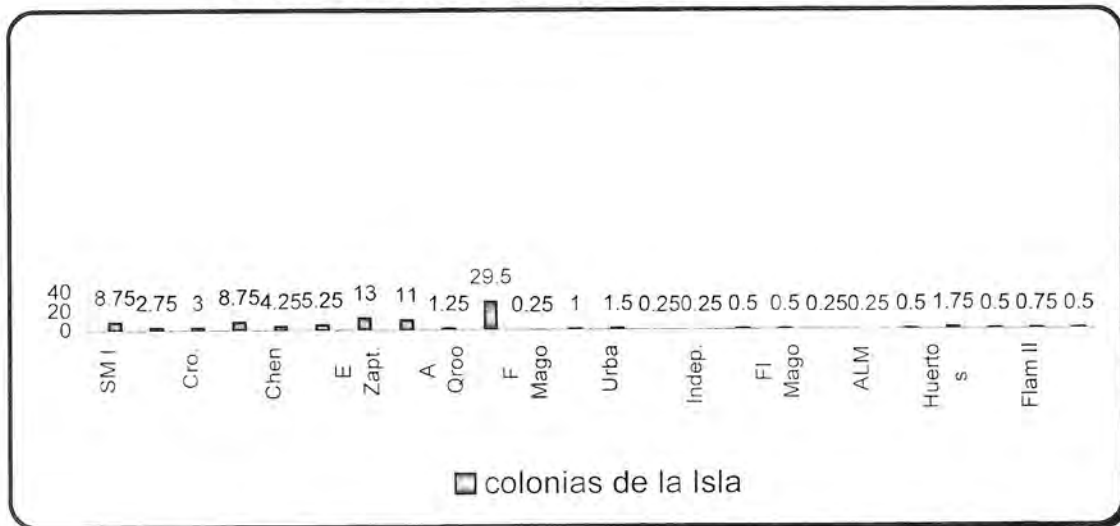 29.5
40 8.75 2.75 3 8.75 4.25 5.25 13 11 1.25 0.25 1 1.5 0.25 0.25 0.5 0.5 0.25 0.25 0.5 1.75 0.5 0.75 0.5
20
0
SM I
Cro.
Chen
E
Zapt.
A
Qroo
F
Mago
Urba
Indep.
Fl
Mago
ALM
Huerto
s
Flam II
colonias de la Isla